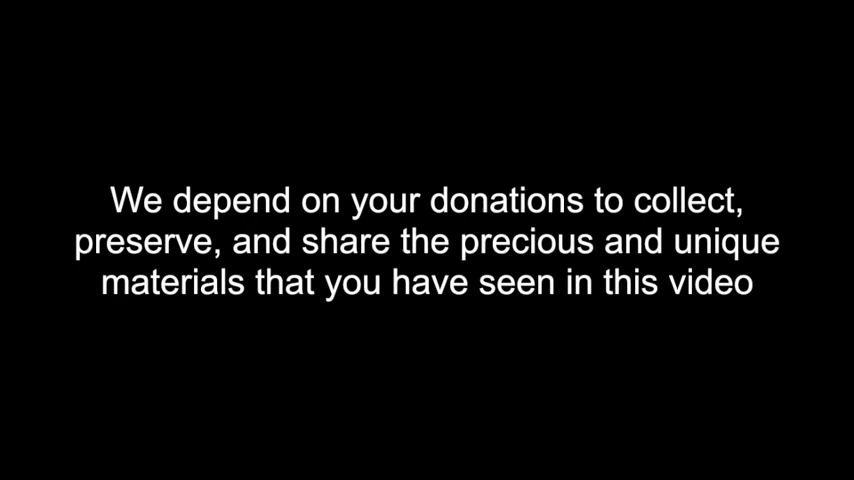 We depend on your donations to collect,
preserve, and share the precious and unique
materials that you have seen in this video